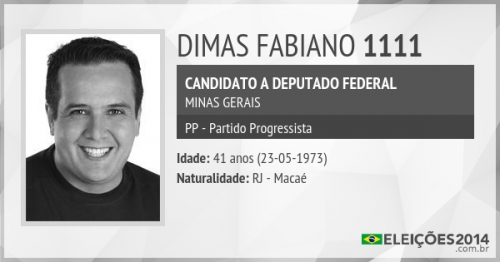 DIMAS FABIANO 1111
CANDIDATO A DEPUTADO FEDERAL
MINAS GERAIS
PP - Partido Progressista
Idade: 41 anos (23-05-1973)
Naturalidade: RJ - Macaé
ELEIÇÕES2014
.com.br